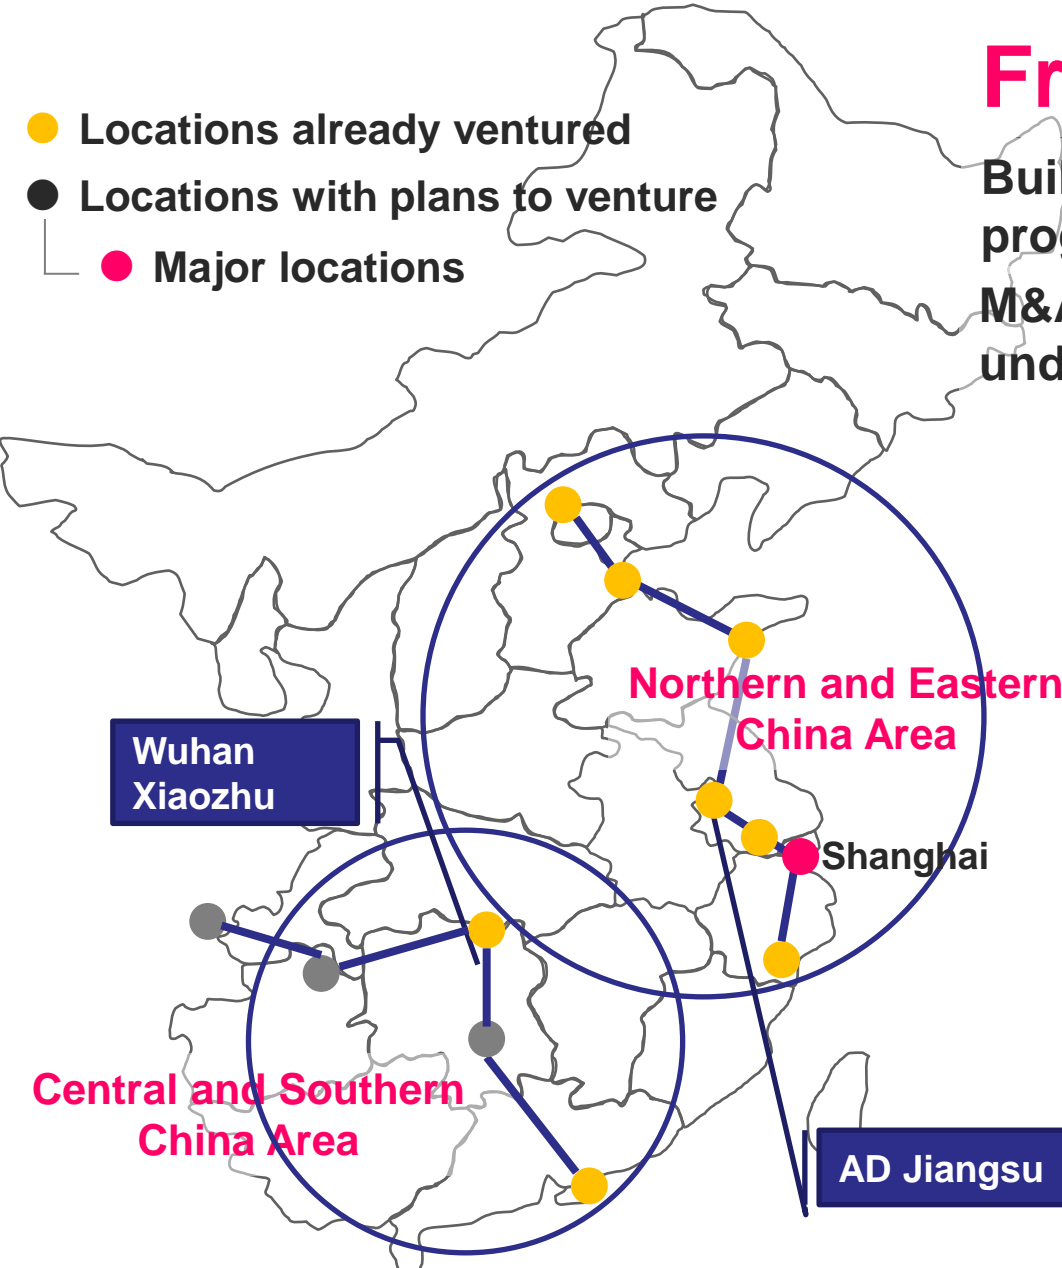 Locations already ventured
Locations with plans to venture
Major locations
Northern and Eastern
China Area
Wuhan
Xiaozhu
Shanghai
Central and Southern
China Area
AD Jiangsu
M&A